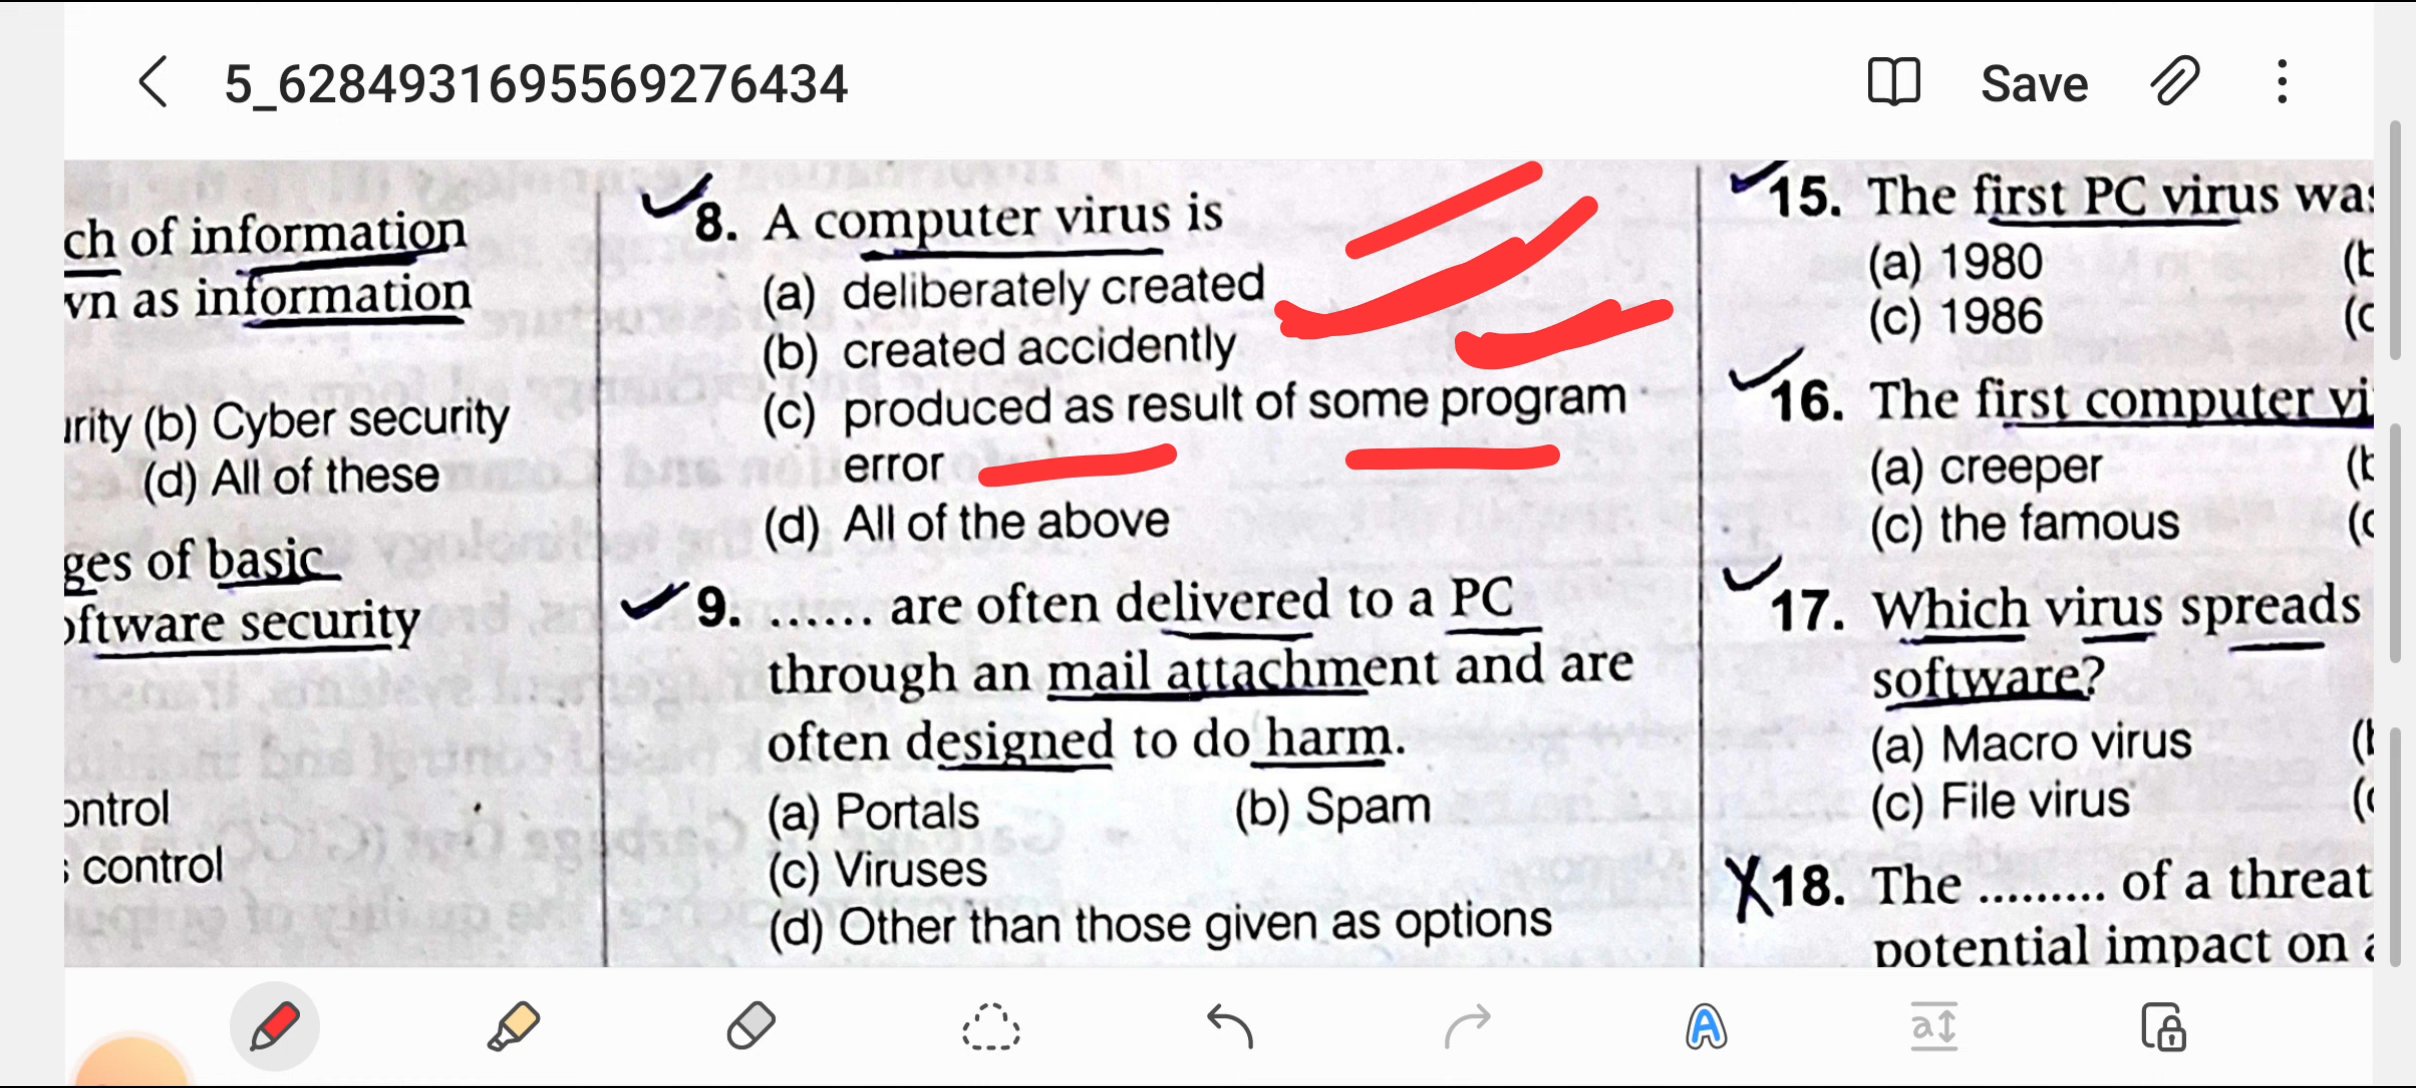 5_6284931695569276434
Save
ch of information
vn as information
rity (b) Cyber security
(d) All of these
ges of basic
oftware security
ontrol
control
8. A computer virus is
(a) deliberately created
(b) created accidently
(c) produced as result of some program
error
(d) All of the above
9. ...... are often delivered to a PC
through an mail attachment and are
often designed to do harm.
(a) Portals (b) Spam
(c) Viruses
(d) Other than those given as options
15. The first PC virus was
(a) 1980
(c) 1986
16. The first computer vi
(a) creeper
(c) the famous
17. Which virus spreads
software?
(a) Macro virus
(c) File virus
18. The ......... of a threat
potential impact on a